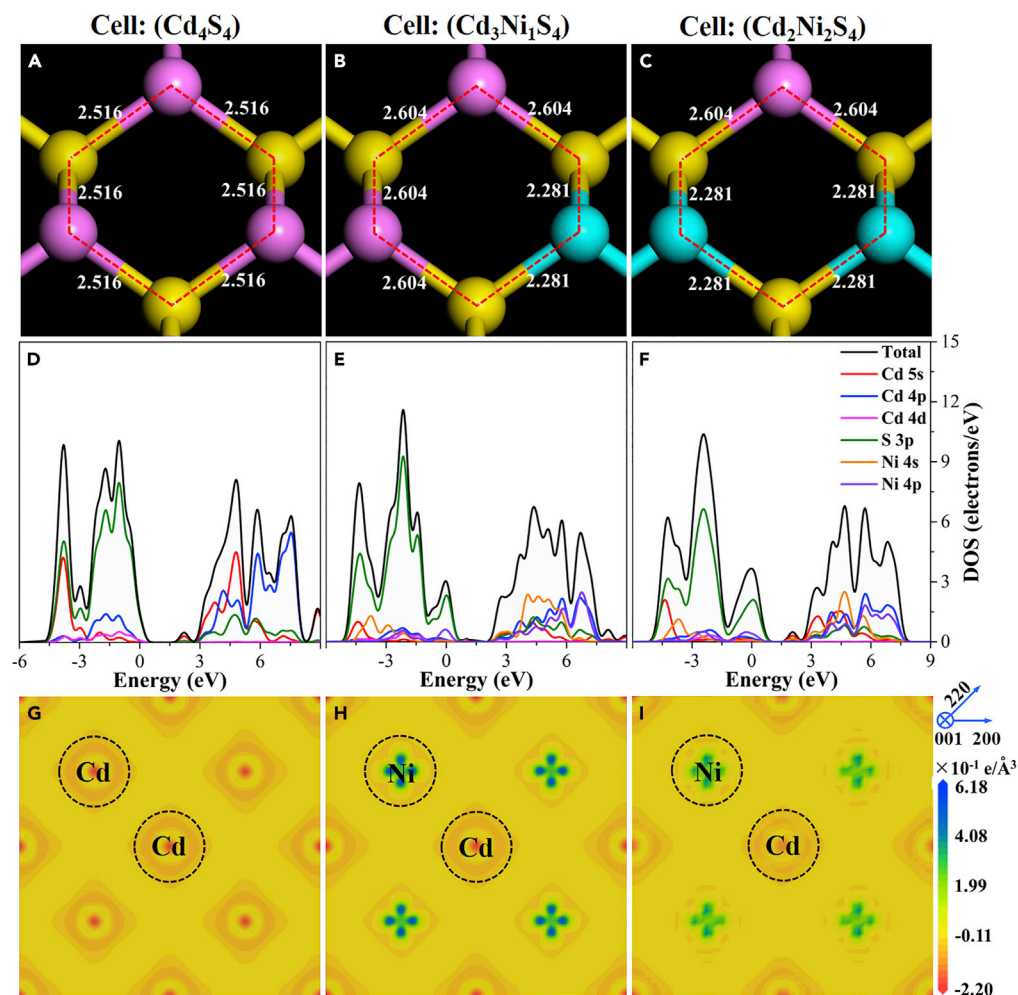 Cell: (Cd₄S₄) Cell: (Cd₃Ni₁S₄) Cell: (Cd₂Ni₂S₄)
A B C
2.516 2.516 2.604 2.604 2.604 2.604
2.516 2.516 2.604 2.281 2.281 2.281
2.516 2.516 2.604 2.281 2.281 2.281
D E F
Total
Cd 5s
Cd 4p
Cd 4d
S 3p
Ni 4s
Ni 4p
15
12
9
6
3
0
DOS (electrons/eV)
-6 -3 0 3 6 -3 0 3 6 -3 0 3 6 9
Energy (eV) Energy (eV) Energy (eV)
G H I
Cd Ni Ni
Cd Cd Cd
220
001 200
×10⁻¹ e/Å³
6.18
4.08
1.99
-0.11
-2.20